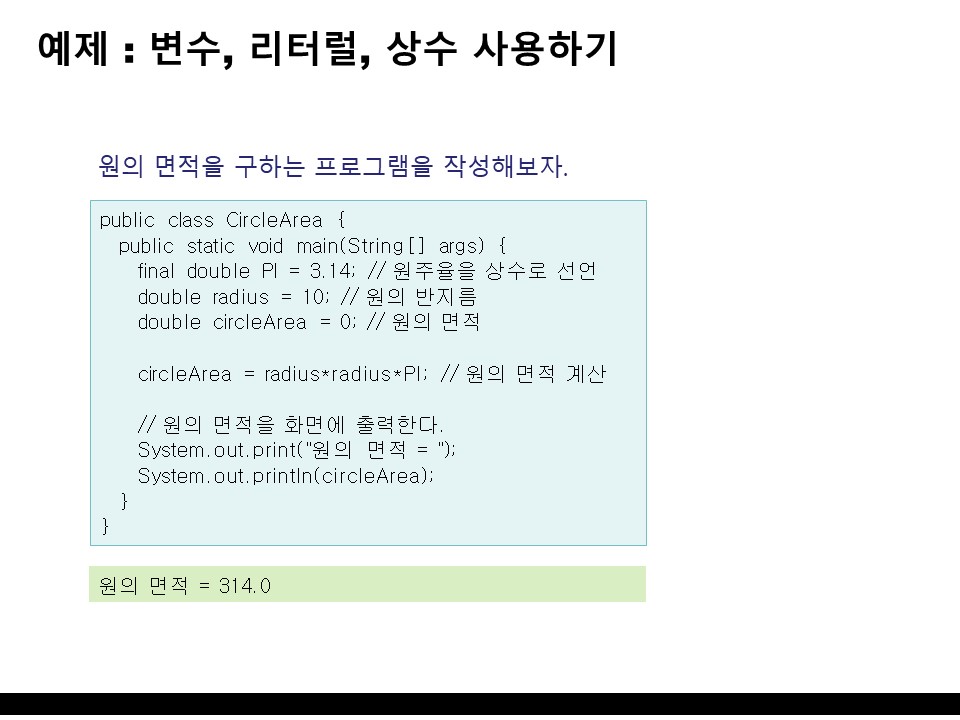 예제 : 변수, 리터럴, 상수 사용하기
원의 면적을 구하는 프로그램을 작성해보자.
public class CircleArea {
public static void main(String[] args) {
final double PI = 3.14; // 원주율을 상수로 선언
double radius = 10; // 원의 반지름
double circleArea = 0; // 원의 면적
circleArea = radius*radius*PI; // 원의 면적 계산
// 원의 면적을 화면에 출력한다.
System.out.print("원의 면적 = ");
System.out.println(circleArea);
}
}
원의 면적 = 314.0